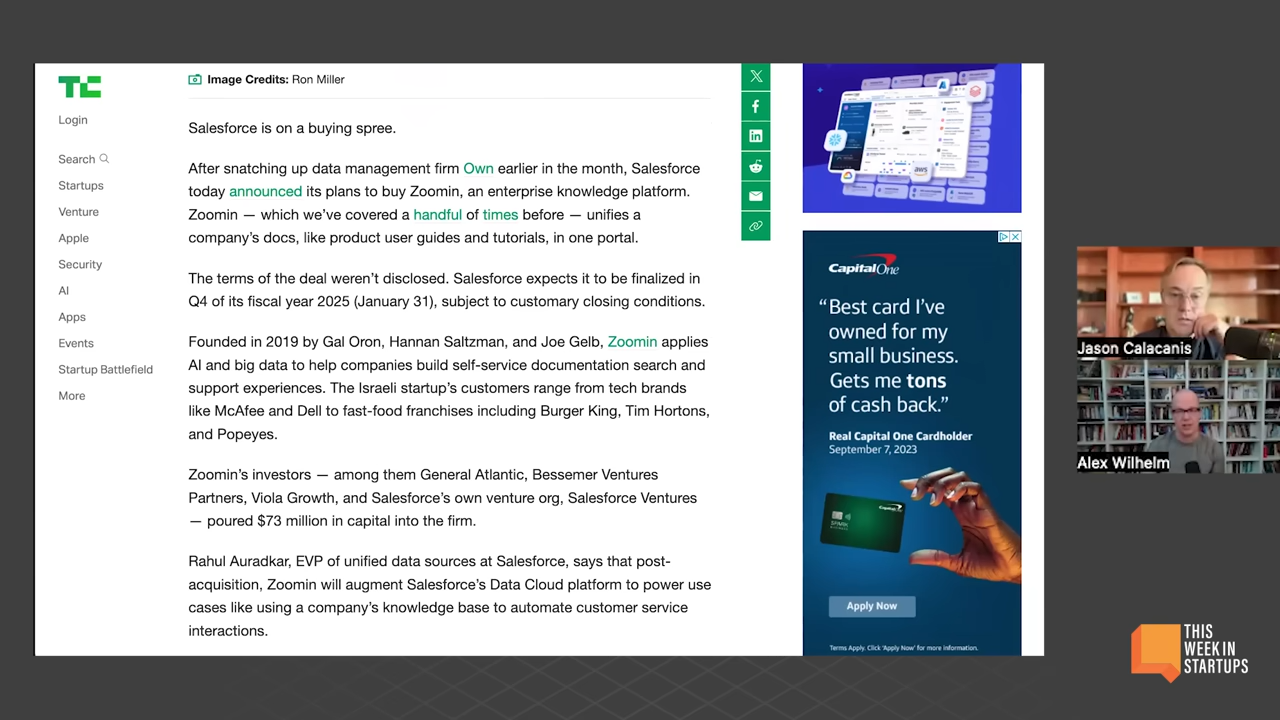 TC
Login
Search
Startups
Venture
Apple
Security
AI
Apps
Events
Startup Battlefield
More
Image Credits: Ron Miller
Salesforce is on a buying spree.
After snatching up data management firm Own earlier in the month, Salesforce
today announced its plans to buy Zoomin, an enterprise knowledge platform.
Zoomin — which we've covered a handful of times before — unifies a
company's docs, like product user guides and tutorials, in one portal.
The terms of the deal weren't disclosed. Salesforce expects it to be finalized in
Q4 of its fiscal year 2025 (January 31), subject to customary closing conditions.
Founded in 2019 by Gal Oron, Hannan Saltzman, and Joe Gelb, Zoomin applies
AI and big data to help companies build self-service documentation search and
support experiences. The Israeli startup's customers range from tech brands
like McAfee and Dell to fast-food franchises including Burger King, Tim Hortons,
and Popeyes.
Zoomin's investors — among them General Atlantic, Bessemer Ventures
Partners, Viola Growth, and Salesforce's own venture org, Salesforce Ventures
— poured $73 million in capital into the firm.
Rahul Auradkar, EVP of unified data sources at Salesforce, says that post-
acquisition, Zoomin will augment Salesforce's Data Cloud platform to power use
cases like using a company's knowledge base to automate customer service
interactions.
aws
Capital One
"Best card I've
owned for my
small business.
Gets me tons
of cash back."
Real Capital One Cardholder
September 7, 2023
Capital One
SPARK
BUSINESS
Apply Now
Terms Apply. Click 'Apply Now' for more information.
Jason Calacanis
Alex Wilhelm
THIS
WEEK IN
STARTUPS